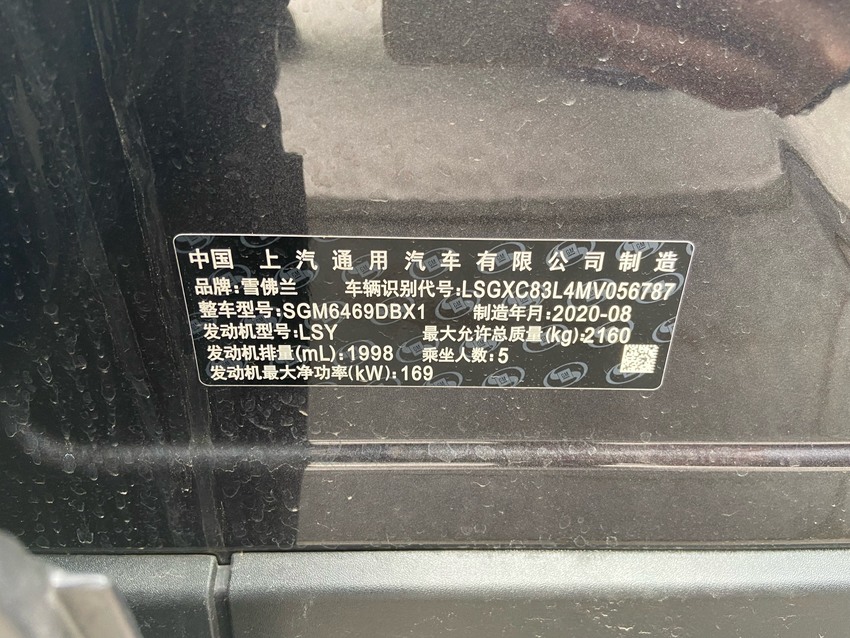 中国 上汽通用汽车有限公司制造
品牌:雪佛兰 车辆识别代号:LSGXC83L4MV056787
整车型号:SGM6469DBX1 制造年月:2020-08
发动机型号:LSY 最大允许总质量(kg):2160
发动机排量(mL):1998 乘坐人数:5
发动机最大净功率(kW):169